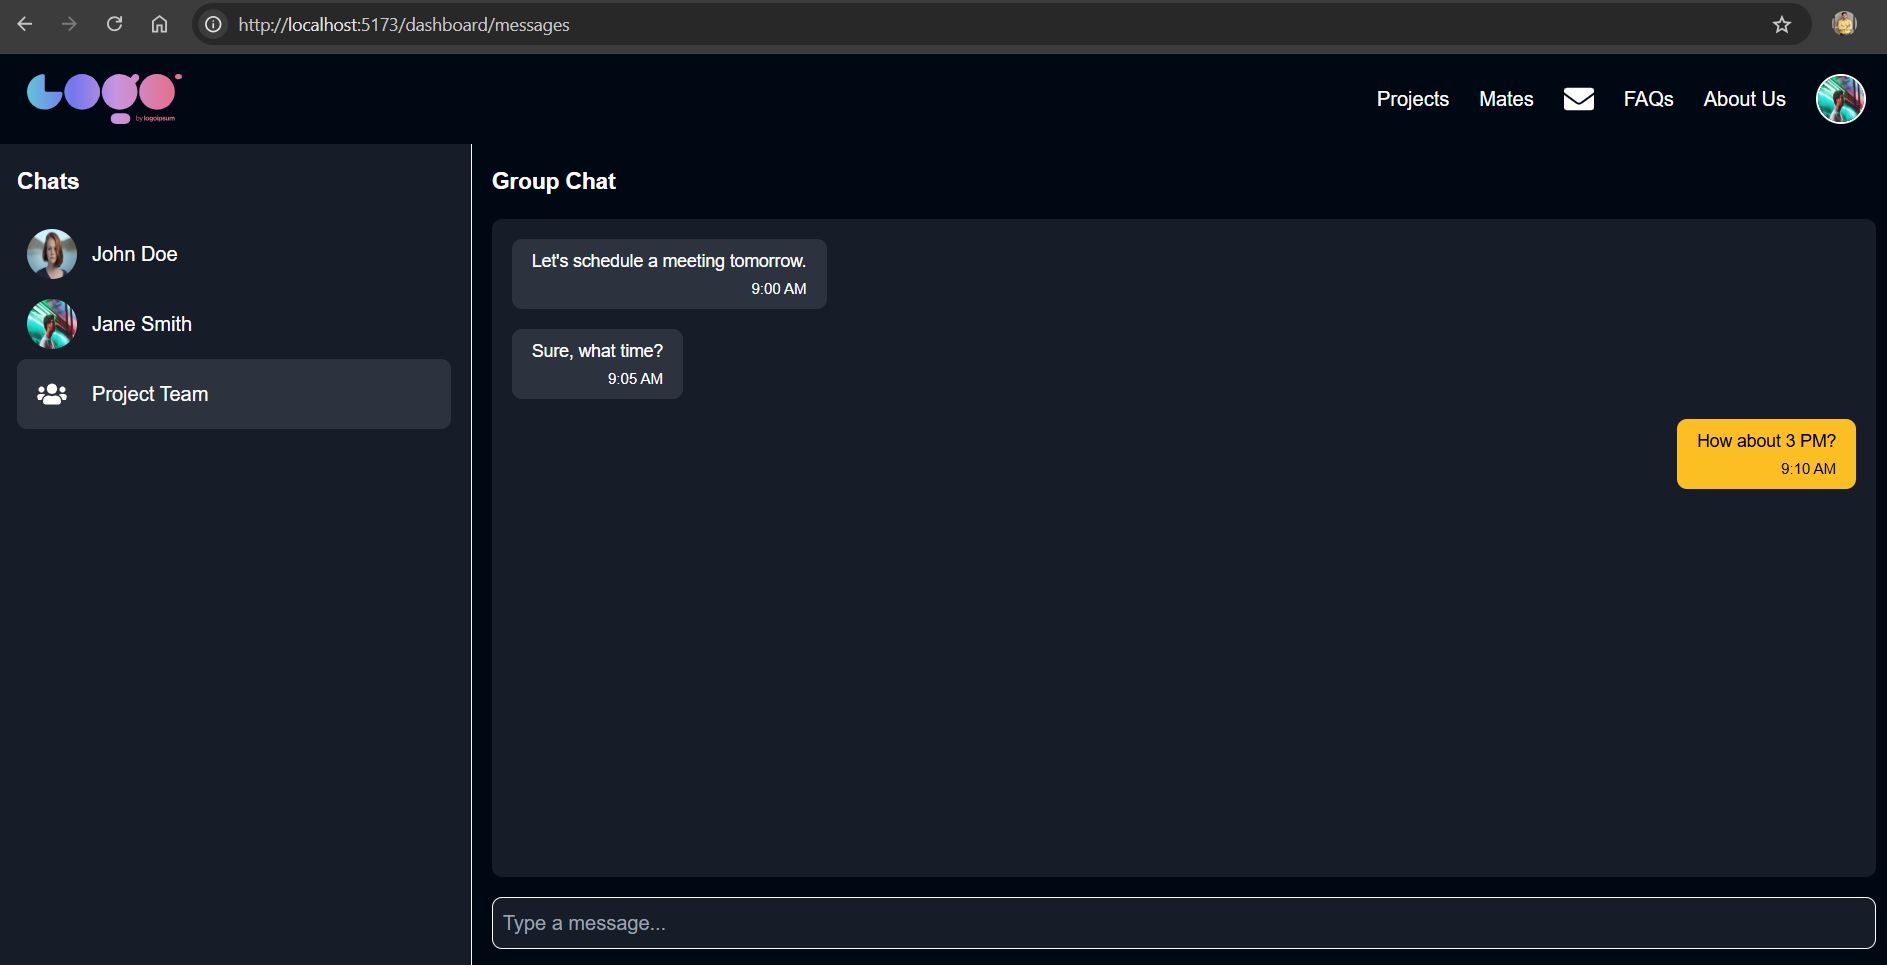 http://localhost:5173/dashboard/messages
Logo
by logoipsum
Projects
Mates
FAQs
About Us
Chats
John Doe
Jane Smith
Project Team
Group Chat
Let's schedule a meeting tomorrow.
9:00 AM
Sure, what time?
9:05 AM
How about 3 PM?
9:10 AM
Type a message...